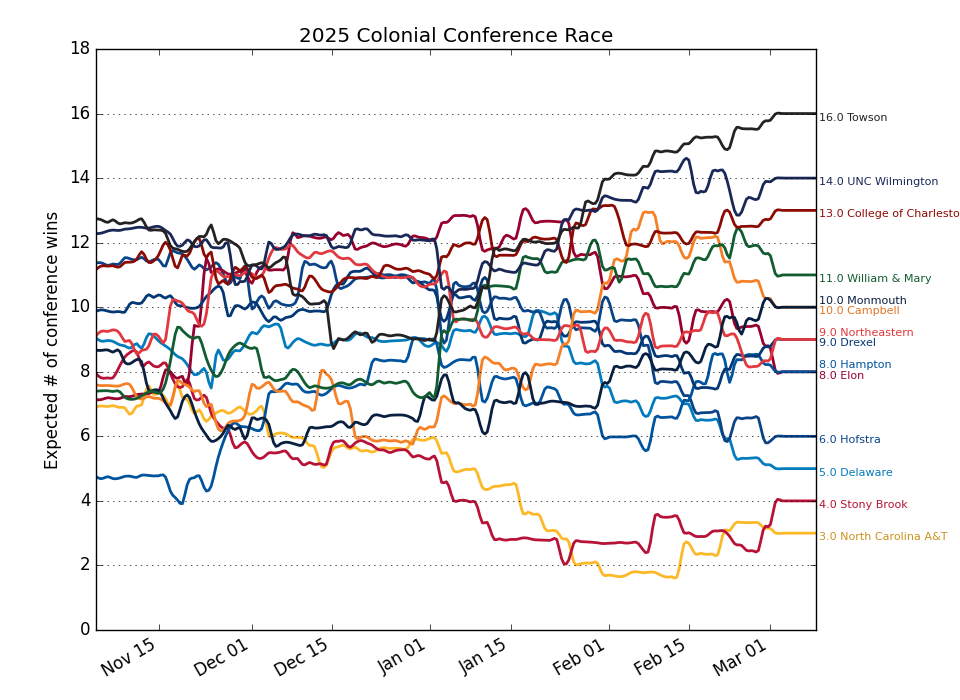 2025 Colonial Conference Race
Expected # of conference wins
18
16
14
12
10
8
6
4
2
0
Nov 15
Dec 01
Dec 15
Jan 01
Jan 15
Feb 01
Feb 15
Mar 01
16.0 Towson
14.0 UNC Wilmington
13.0 College of Charlesto
11.0 William & Mary
10.0 Monmouth
10.0 Campbell
9.0 Northeastern
9.0 Drexel
8.0 Hampton
8.0 Elon
6.0 Hofstra
5.0 Delaware
4.0 Stony Brook
3.0 North Carolina A&T